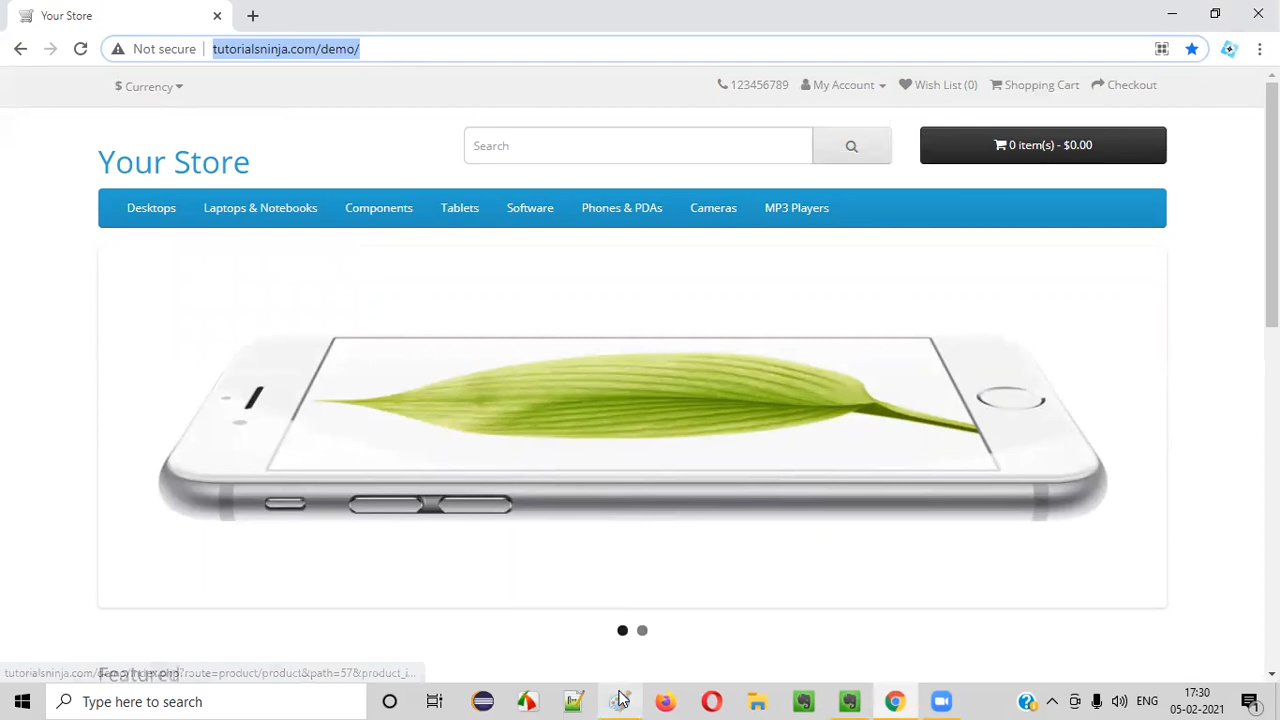 Your Store
Not secure
tutorialsninja.com/demo/
$ Currency
123456789 My Account Wish List (0) Shopping Cart Checkout
Your Store
Search
0 item(s) - $0.00
Desktops Laptops & Notebooks Components Tablets Software Phones & PDAs Cameras MP3 Players
Featured
tutorialsninja.com/demo/index.php?route=product/product&path=57&product_i...
Type here to search
ENG
17:30
05-02-2021
1